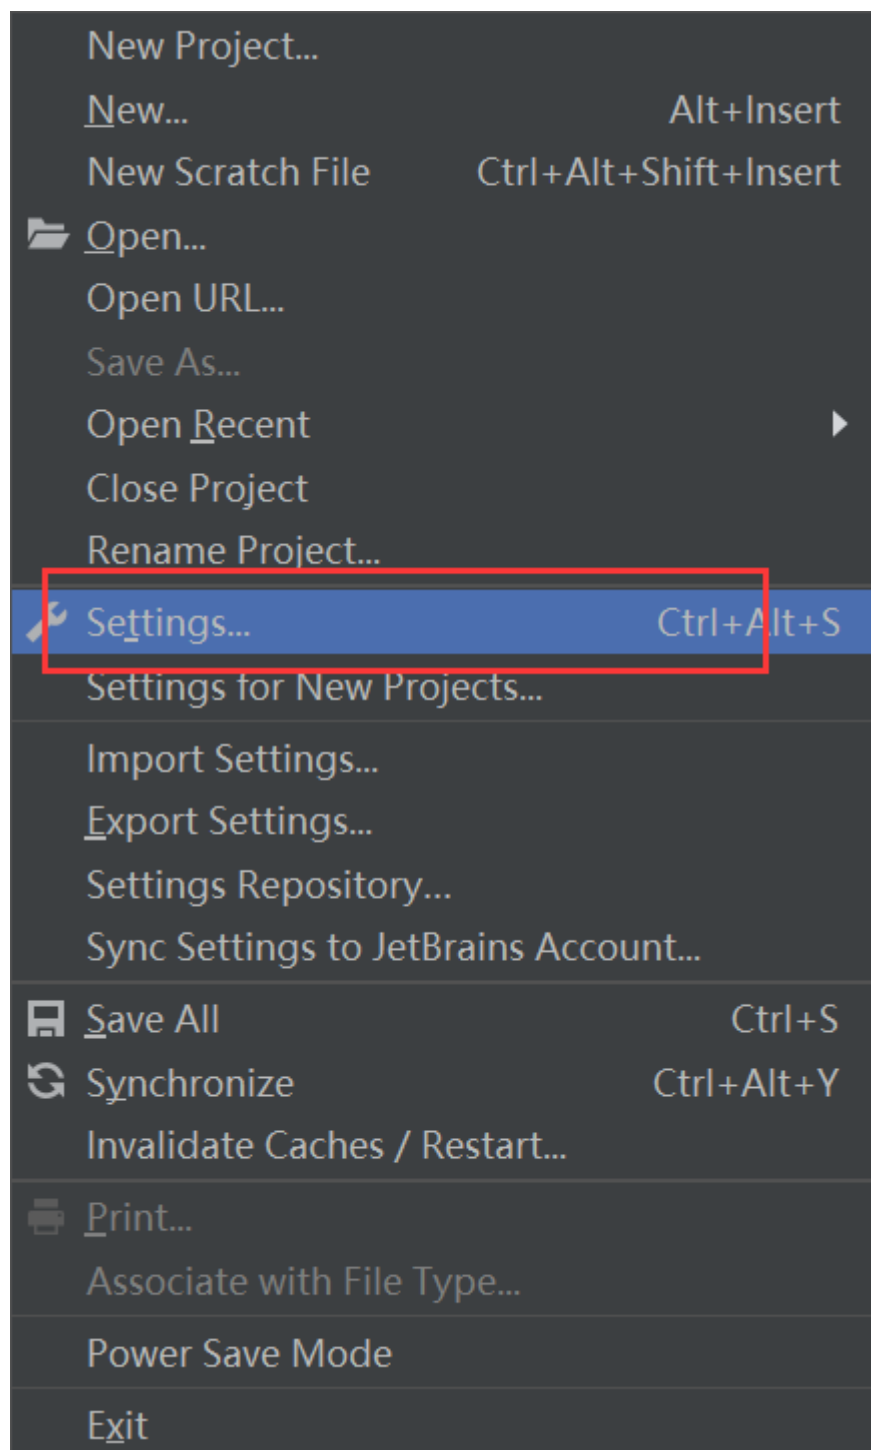 New Project...
New... Alt+Insert
New Scratch File Ctrl+Alt+Shift+Insert
Open...
Open URL...
Save As...
Open Recent
Close Project
Rename Project...
Settings... Ctrl+Alt+S
Settings for New Projects...
Import Settings...
Export Settings...
Settings Repository...
Sync Settings to JetBrains Account...
Save All Ctrl+S
Synchronize Ctrl+Alt+Y
Invalidate Caches / Restart...
Print...
Associate with File Type...
Power Save Mode
Exit